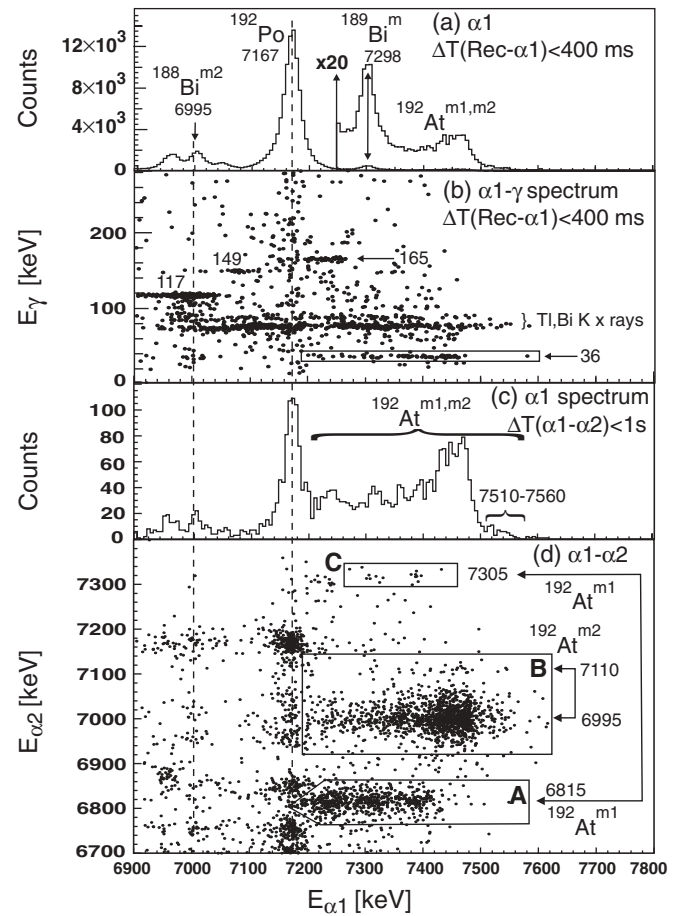 (a) α1
ΔT(Rec-α1)<400 ms
192Po
7167
189Bim
7298
188Bim2
6995
x20
192Atm1,m2
12×10³
8×10³
4×10³
0
Counts
(b) α1-γ spectrum
ΔT(Rec-α1)<400 ms
200
100
0
Eγ [keV]
117
149
165
}. Tl,Bi K x rays
36
(c) α1 spectrum
ΔT(α1-α2)<1s
192Atm1,m2
7510-7560
100
80
60
40
20
0
Counts
(d) α1-α2
C
7305
192Atm1
192Atm2
B
7110
6995
6815
A
192Atm1
7300
7200
7100
7000
6900
6800
6700
Eα2 [keV]
6900 7000 7100 7200 7300 7400 7500 7600 7700 7800
Eα1 [keV]